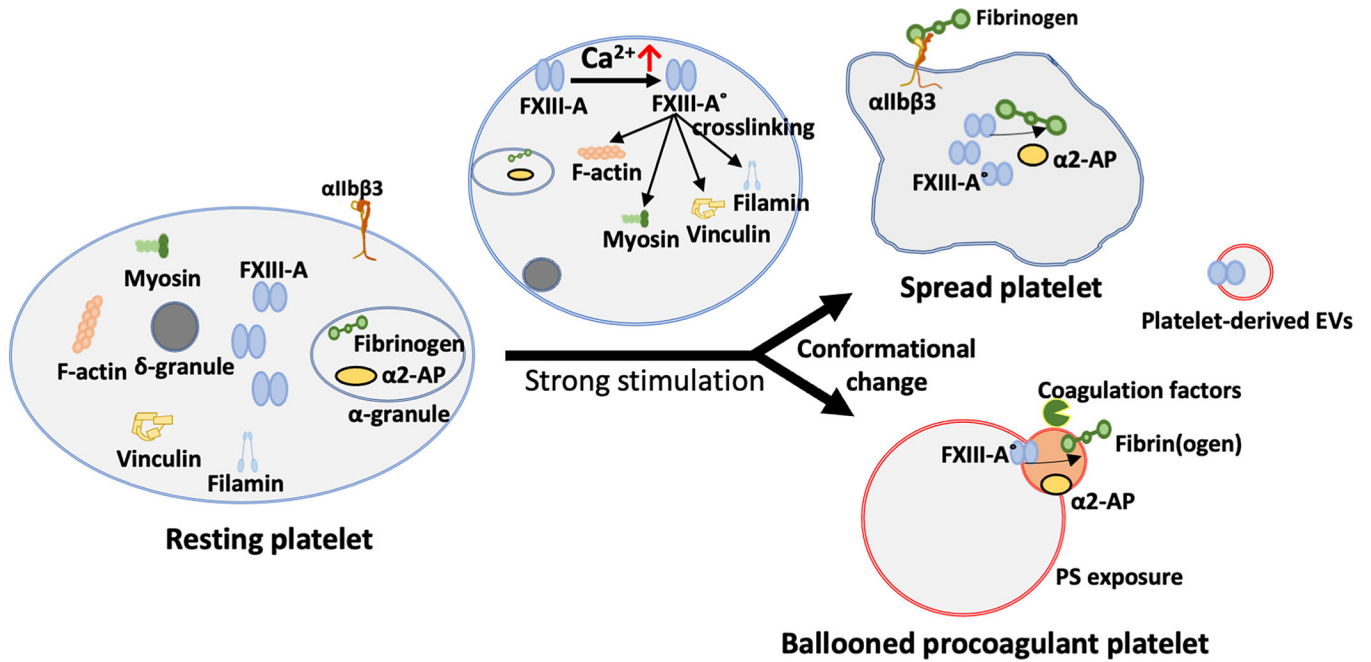 αIIbβ3
Myosin
FXIII-A
F-actin
δ-granule
Fibrinogen
α2-AP
α-granule
Vinculin
Filamin
Resting platelet
Ca²⁺
FXIII-A
FXIII-A°
crosslinking
F-actin
Filamin
Myosin
Vinculin
Strong stimulation
Conformational
change
Fibrinogen
αIIbβ3
α2-AP
FXIII-A°
Spread platelet
Platelet-derived EVs
Coagulation factors
FXIII-A°
Fibrin(ogen)
α2-AP
PS exposure
Ballooned procoagulant platelet